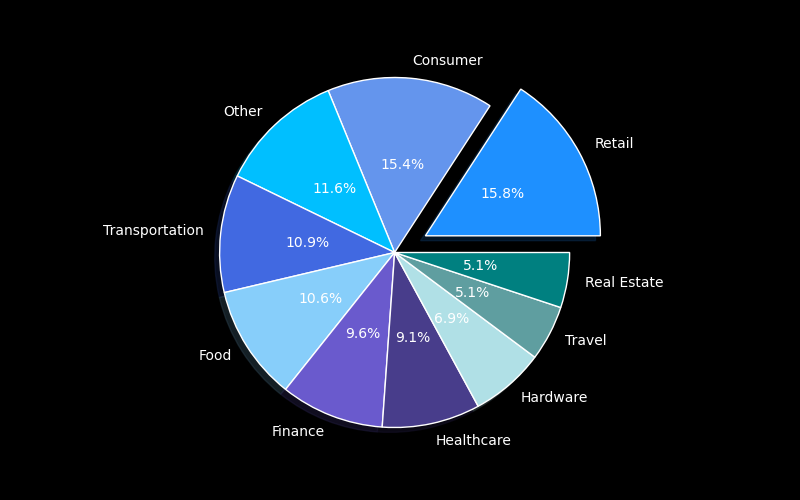 Consumer
Other
Retail
15.4%
11.6%
15.8%
Transportation
10.9%
5.1%
Real Estate
10.6%
5.1%
6.9%
9.6%
9.1%
Travel
Food
Hardware
Finance
Healthcare